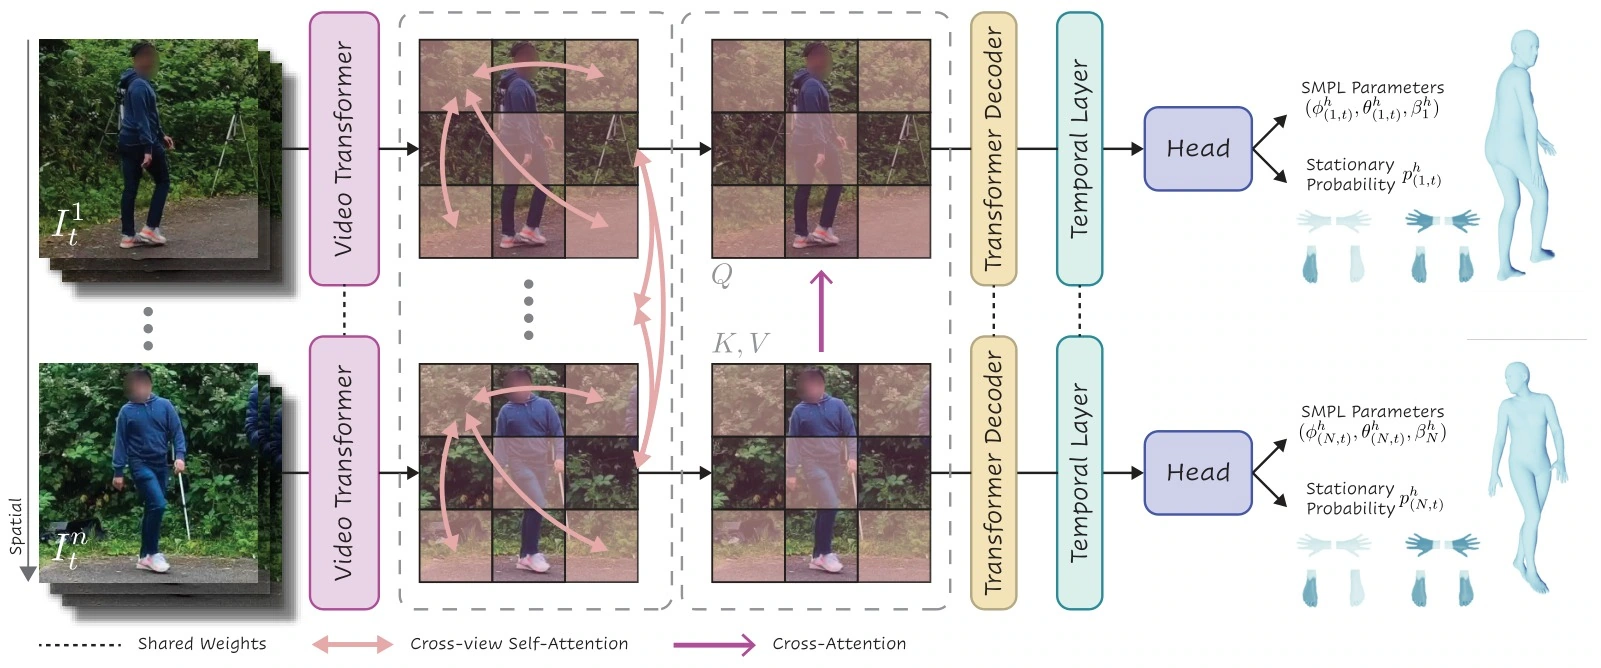 Spatial
I_t^1
Video Transformer
Q
Transformer Decoder
Temporal Layer
Head
SMPL Parameters
(ϕ^h_{(1,t)}, θ^h_{(1,t)}, β^h_1)
Stationary
Probability p^h_{(1,t)}
I_t^n
Video Transformer
K, V
Transformer Decoder
Temporal Layer
Head
SMPL Parameters
(ϕ^h_{(N,t)}, θ^h_{(N,t)}, β^h_N)
Stationary
Probability p^h_{(N,t)}
Shared Weights
Cross-view Self-Attention
Cross-Attention